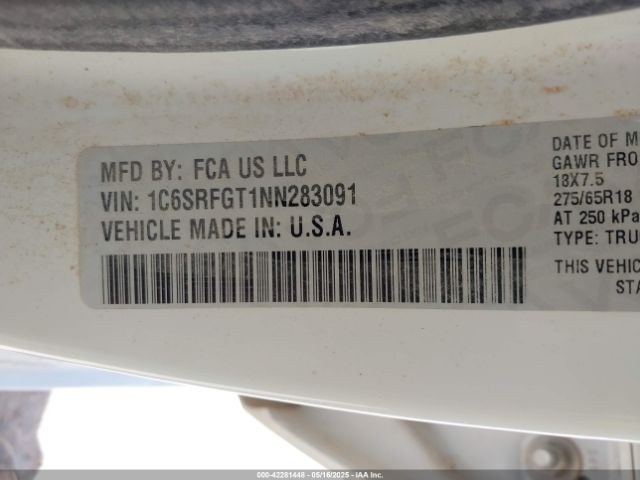 MFD BY: FCA US LLC
VIN: 1C6SRFGT1NN283091
VEHICLE MADE IN: U.S.A.
DATE OF M
GAWR FRO
18X7.5
275/65R18
AT 250 kPa
TYPE: TRU
THIS VEHIC
STA
00-42281448 - 05/16/2025 - IAA Inc.